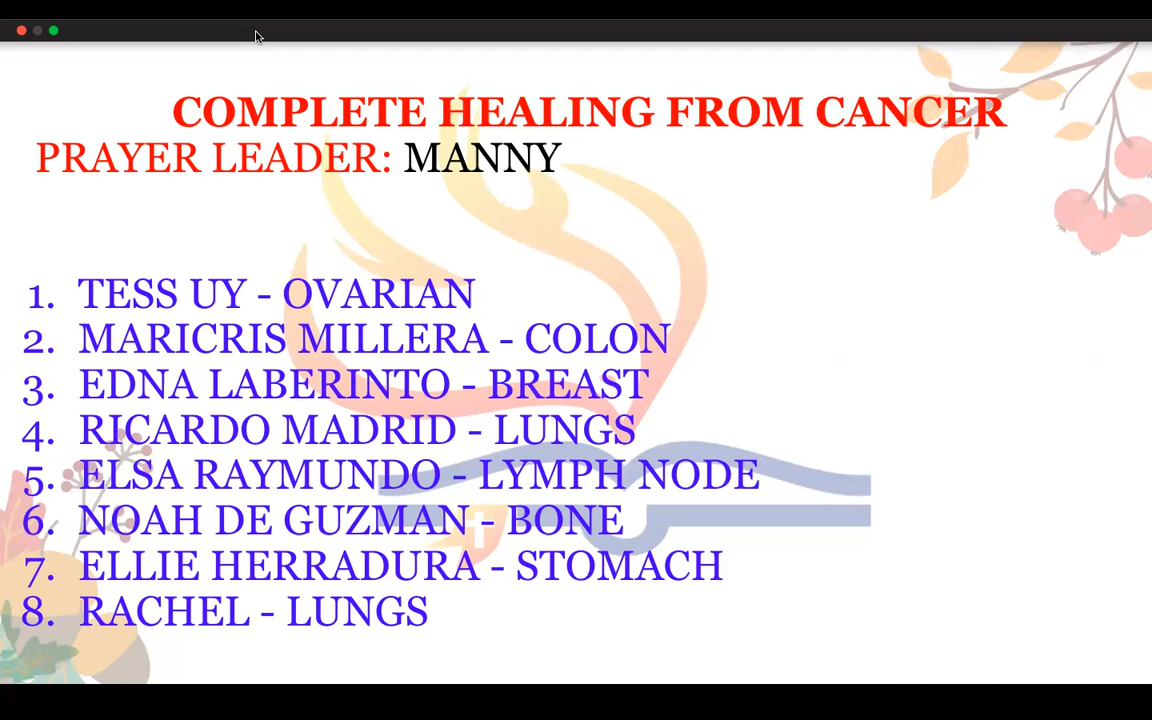 COMPLETE HEALING FROM CANCER
PRAYER LEADER: MANNY
1. TESS UY - OVARIAN
2. MARICRIS MILLERA - COLON
3. EDNA LABERINTO - BREAST
4. RICARDO MADRID - LUNGS
5. ELSA RAYMUNDO - LYMPH NODE
6. NOAH DE GUZMAN - BONE
7. ELLIE HERRADURA - STOMACH
8. RACHEL - LUNGS